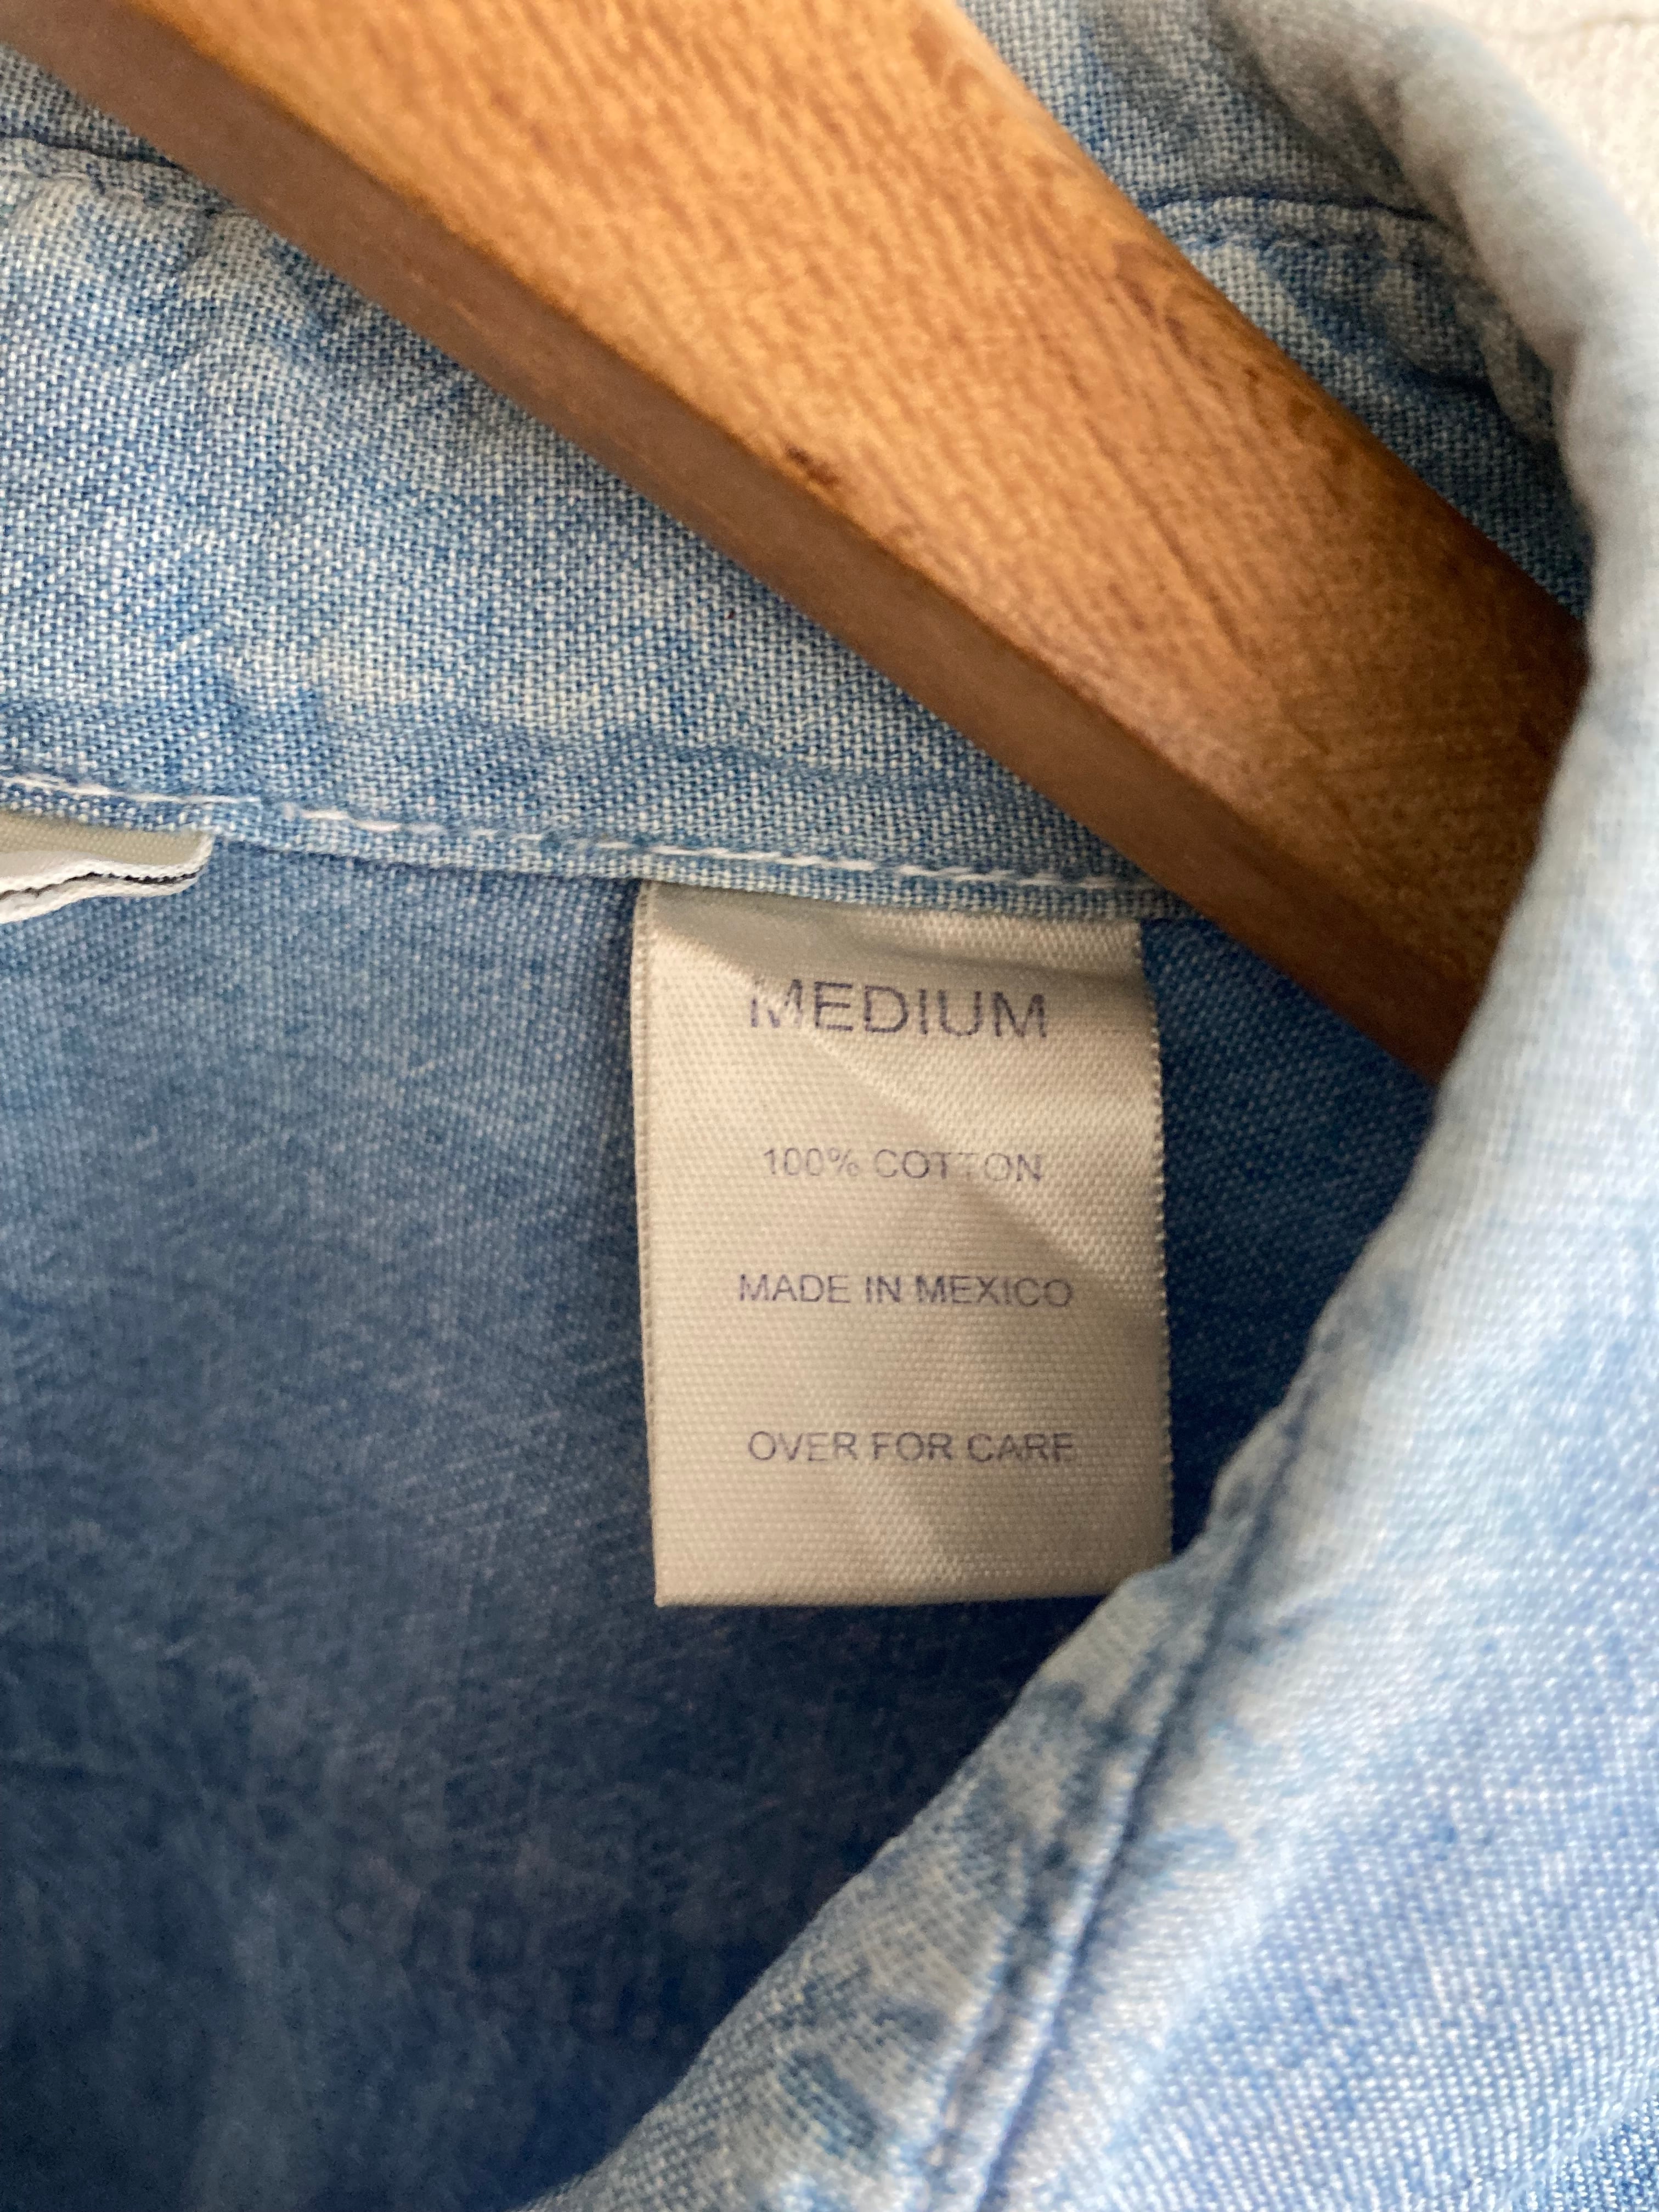 MEDIUM
100% COTTON
MADE IN MEXICO
OVER FOR CARE